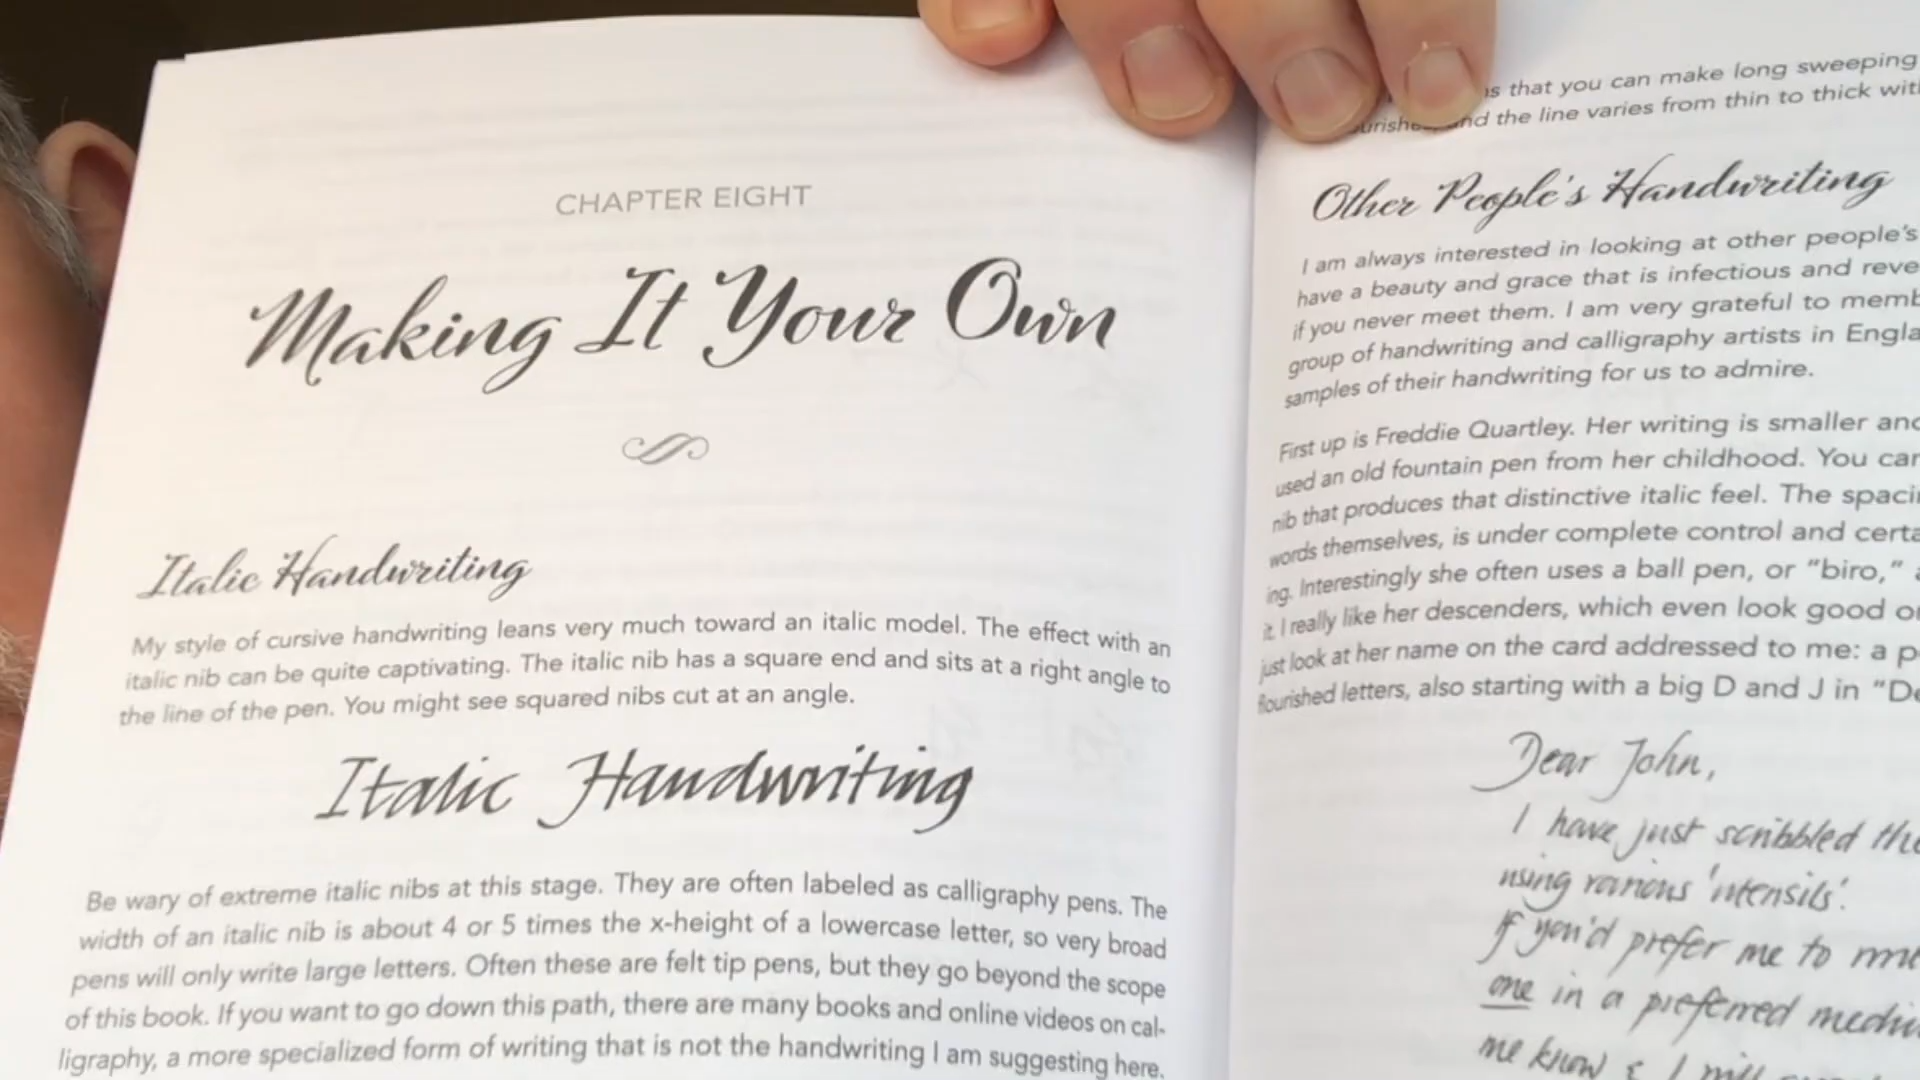 CHAPTER EIGHT
Making It Your Own
Italic Handwriting
My style of cursive handwriting leans very much toward an italic model. The effect with an
italic nib can be quite captivating. The italic nib has a square end and sits at a right angle to
the line of the pen. You might see squared nibs cut at an angle.
Italic Handwriting
Be wary of extreme italic nibs at this stage. They are often labeled as calligraphy pens. The
width of an italic nib is about 4 or 5 times the x-height of a lowercase letter, so very broad
pens will only write large letters. Often these are felt tip pens, but they go beyond the scope
of this book. If you want to go down this path, there are many books and online videos on cal-
ligraphy, a more specialized form of writing that is not the handwriting I am suggesting here.
that you can make long sweeping
and the line varies from thin to thick
Other People's Handwriting
I am always interested in looking at other people's
have a beauty and grace that is infectious and
if you never meet them. I am very grateful to
group of handwriting and calligraphy artists in
samples of their handwriting for us to admire.
First up is Freddie Quartley. Her writing is smaller
used an old fountain pen from her childhood. You
nib that produces that distinctive italic feel. The
words themselves, is under complete control and
ing. Interestingly she often uses a ball pen, or “biro,”
it. I really like her descenders, which even look good
just look at her name on the card addressed to me: a
flourished letters, also starting with a big D and J in
Dear John,
I have just scribbled
using various 'utensils'.
If you'd prefer me to
one in a preferred
me know & I will